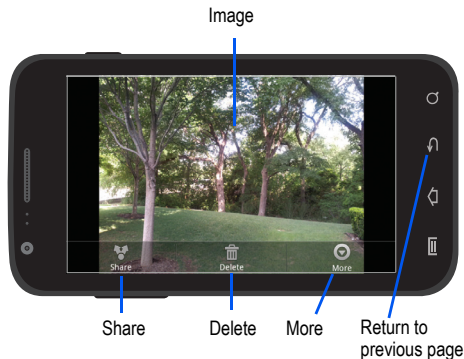 Image
Share
Delete
More
Share
Delete
More
Return to
previous page